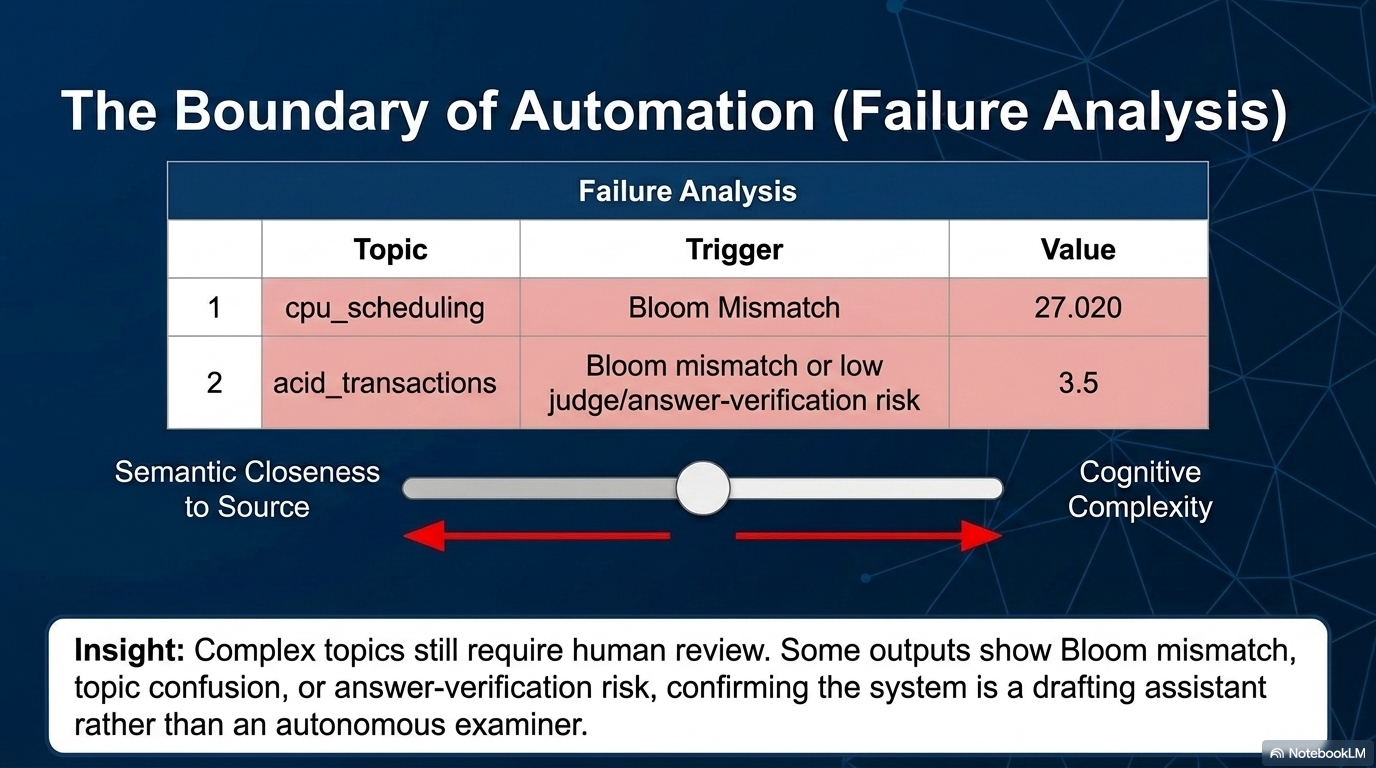 The Boundary of Automation (Failure Analysis)
Failure Analysis
Topic Trigger Value
1 cpu_scheduling Bloom Mismatch 27.020
2 acid_transactions Bloom mismatch or low
judge/answer-verification risk 3.5
Semantic Closeness
to Source
Cognitive
Complexity
Insight: Complex topics still require human review. Some outputs show Bloom mismatch,
topic confusion, or answer-verification risk, confirming the system is a drafting assistant
rather than an autonomous examiner.
NotebookLM